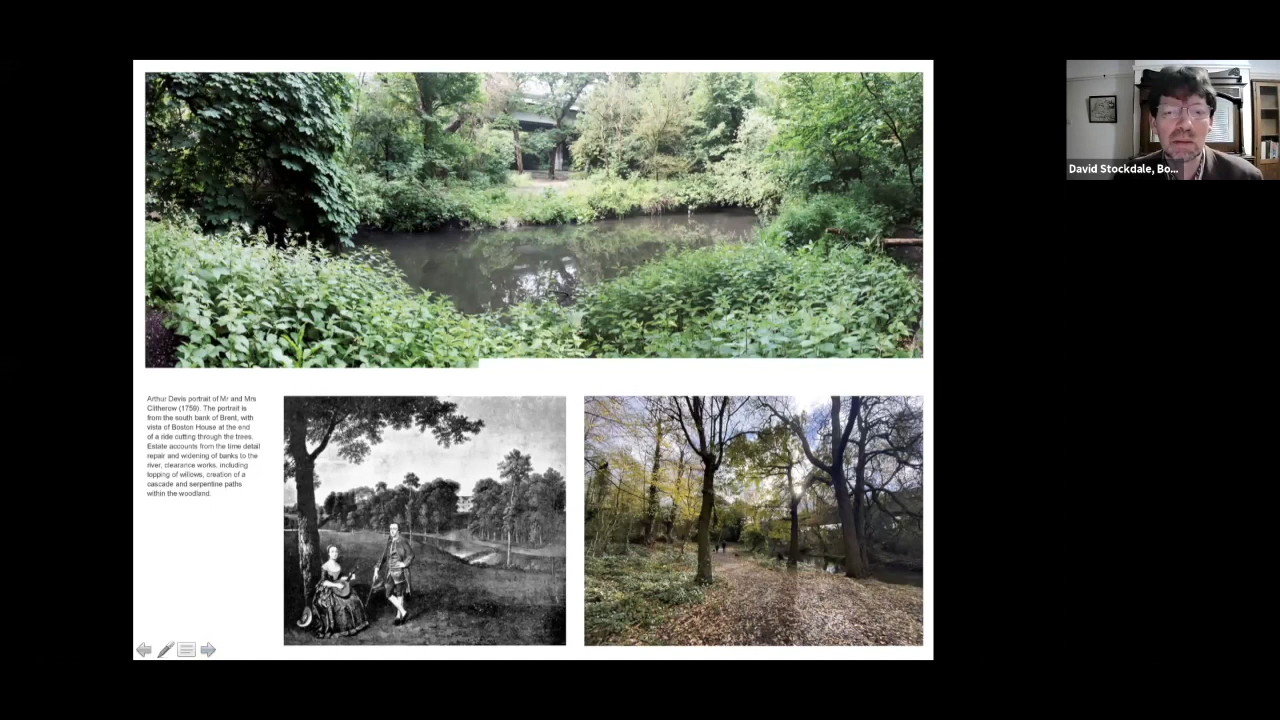 David Stockdale, Bo...
Arthur Devis portrait of Mr and Mrs
Clitherow (1759). The portrait is
from the south bank of Brent, with
vista of Boston House at the end
of a ride cutting through the trees.
Estate accounts from the time detail
repair and widening of banks to the
river, clearance works, including
lopping of willows, creation of a
cascade and serpentine paths
within the woodland.